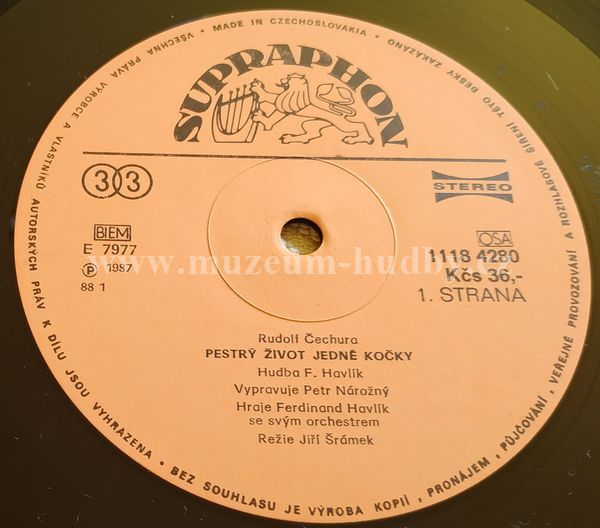 MADE IN CZECHOSLOVAKIA • VŠECHNA PRÁVA VÝROBCE A VLASTNÍKŮ AUTORSKÝCH PRÁV K DÍLU JSOU VYHRAZENA • BEZ SOUHLASU JE VÝROBA KOPIÍ, PRONÁJEM, PŮJČOVÁNÍ, VEŘEJNÉ PROVOZOVÁNÍ A ROZHLASOVÉ ŠÍŘENÍ TÉTO DESKY ZAKÁZÁNO •
SUPRAPHON
33
STEREO
BIEM
E 7977
Ⓟ 1987
88 1
OSA
1118 4280
Kčs 36,-
1. STRANA
www.muzeum-hudby.cz
Rudolf Čechura
PESTRÝ ŽIVOT JEDNÉ KOČKY
Hudba F. Havlík
Vypravuje Petr Nárožný
Hraje Ferdinand Havlík
se svým orchestrem
Režie Jiří Šrámek